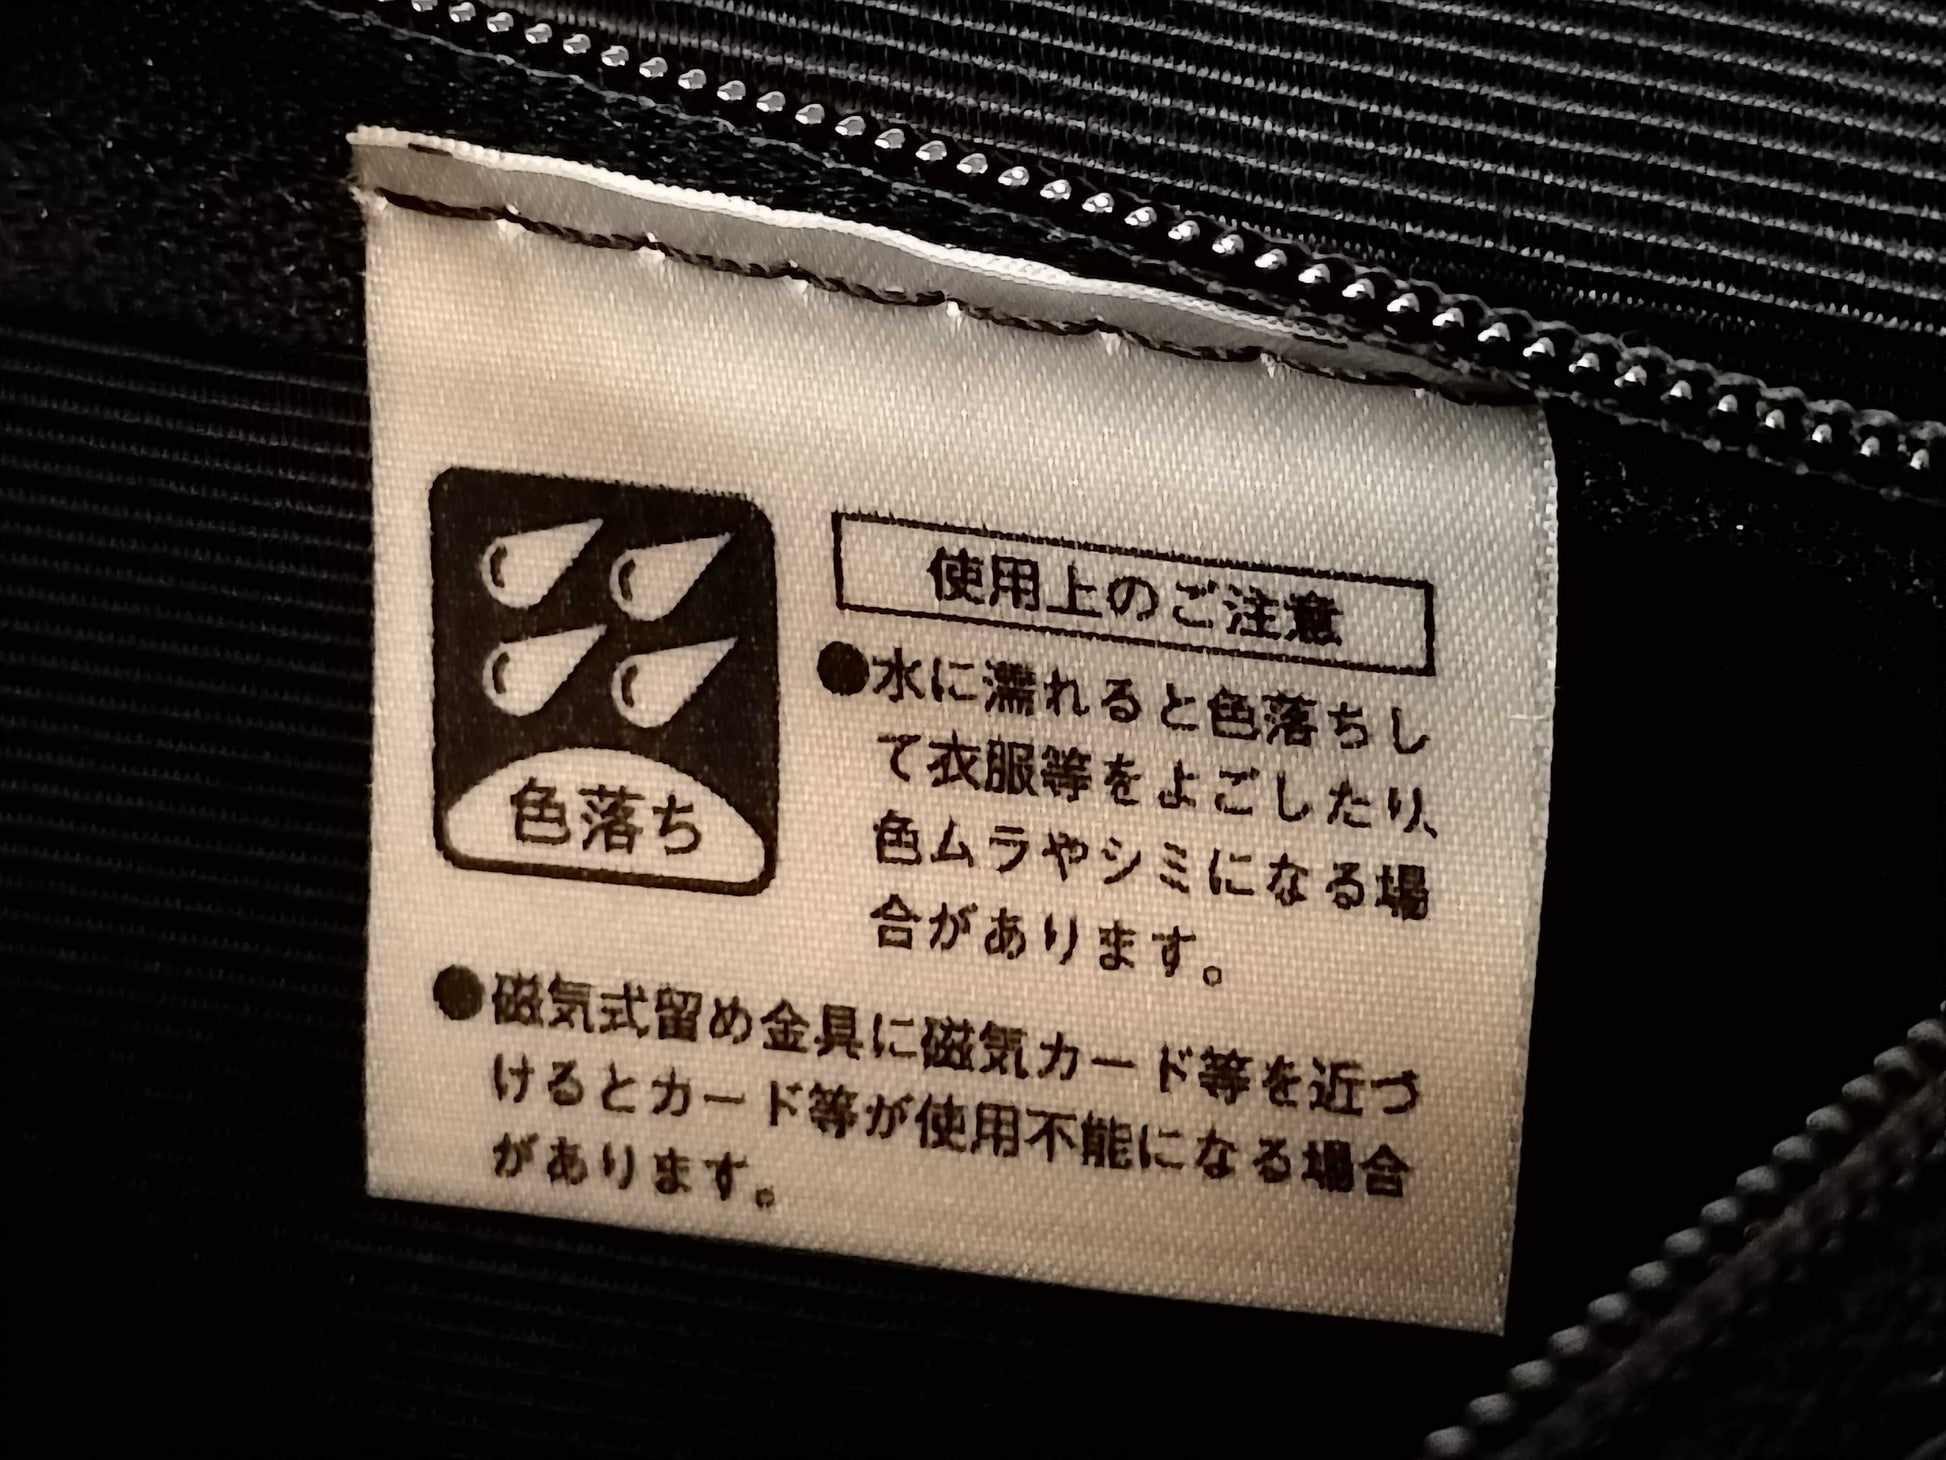 色落ち
使用上のご注意
●水に濡れると色落ちし
て衣服等をよごしたり、
色ムラやシミになる場
合があります。
●磁気式留め金具に磁気カード等を近づ
けるとカード等が使用不能になる場合
があります。